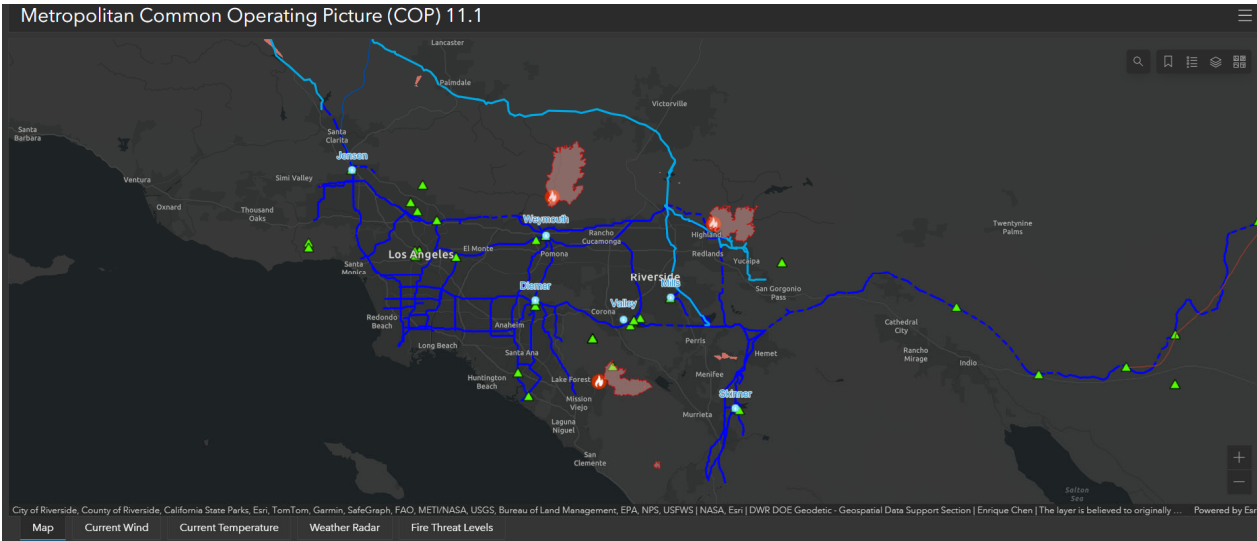 Metropolitan Common Operating Picture (COP) 11.1
Lancaster
Palmdale
Victorville
Santa
Barbara
Santa
Clarita
Jensen
Ventura
Simi Valley
Oxnard
Thousand
Oaks
Weymouth
Highland
Twentynine
Palms
Rancho
Cucamonga
El Monte
Los Angeles
Pomona
Redlands
Yucaipa
Santa
Monica
Riverside
Mills
Diemer
San Gorgonio
Pass
Valley
Corona
Redondo
Beach
Anaheim
Cathedral
City
Long Beach
Perris
Santa Ana
Hemet
Rancho
Mirage
Indio
Huntington
Beach
Lake Forest
Menifee
Skinner
Mission
Viejo
Murrieta
Laguna
Niguel
San
Clemente
Salton
Sea
City of Riverside, County of Riverside, California State Parks, Esri, TomTom, Garmin, SafeGraph, FAO, METI/NASA, USGS, Bureau of Land Management, EPA, NPS, USFWS | NASA, Esri | DWR DOE Geodetic - Geospatial Data Support Section | Enrique Chen | The layer is believed to originally ... Powered by Esr
Map Current Wind Current Temperature Weather Radar Fire Threat Levels